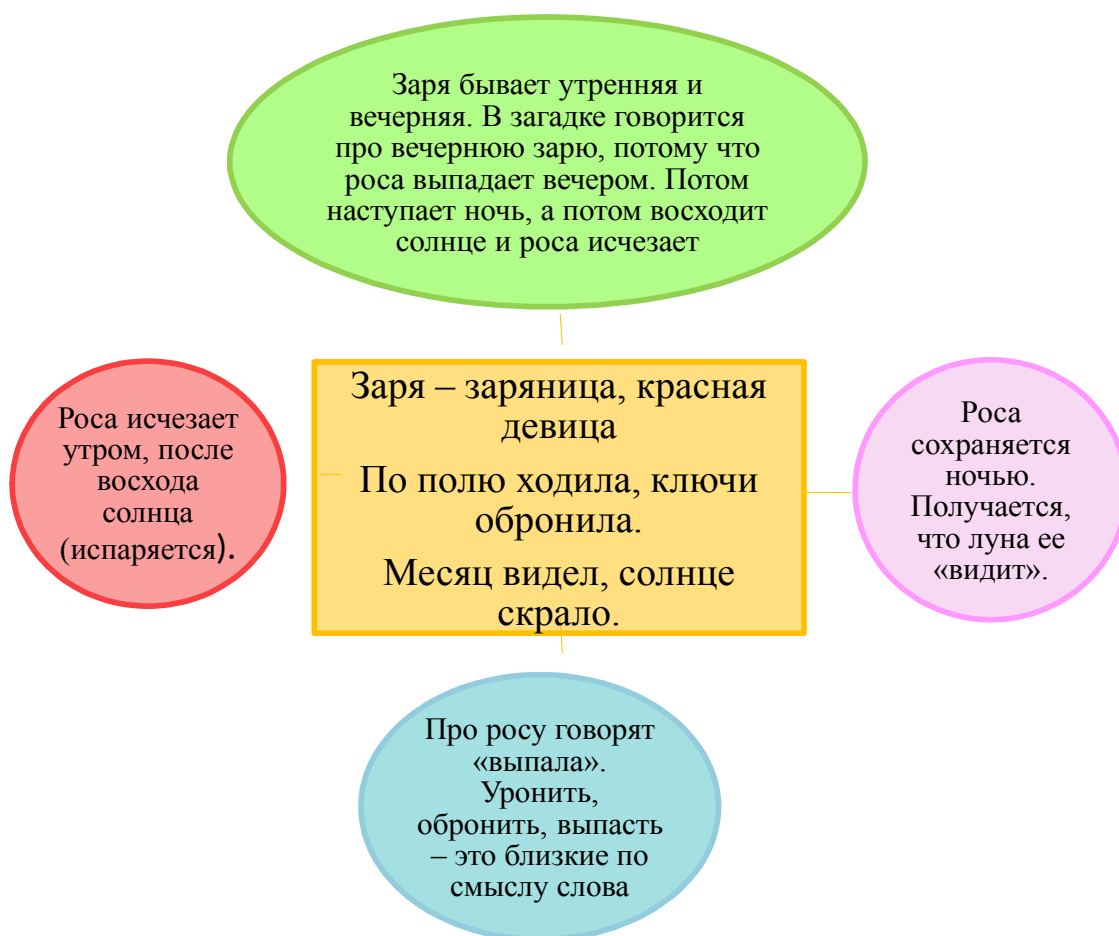 Заря бывает утренняя и
вечерняя. В загадке говорится
про вечернюю зарю, потому что
роса выпадает вечером. Потом
наступает ночь, а потом восходит
солнце и роса исчезает
Роса исчезает
утром, после
восхода
солнца
(испаряется).
Заря – заряница, красная
девица
По полю ходила, ключи
обронила.
Месяц видел, солнце
скрало.
Роса
сохраняется
ночью.
Получается,
что луна ее
«видит».
Про росу говорят
«выпала».
Уронить,
обронить, выпасть
– это близкие по
смыслу слова